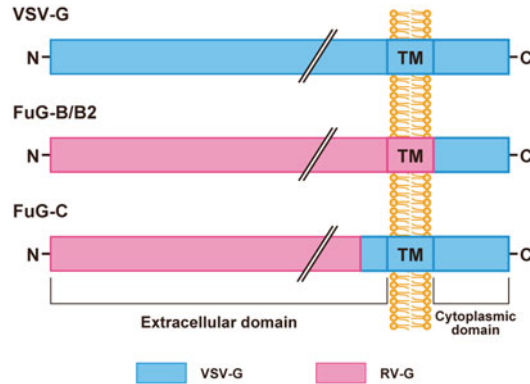 VSV-G
N TM C
FuG-B/B2
N TM C
FuG-C
N TM C
Extracellular domain
Cytoplasmic
domain
VSV-G RV-G